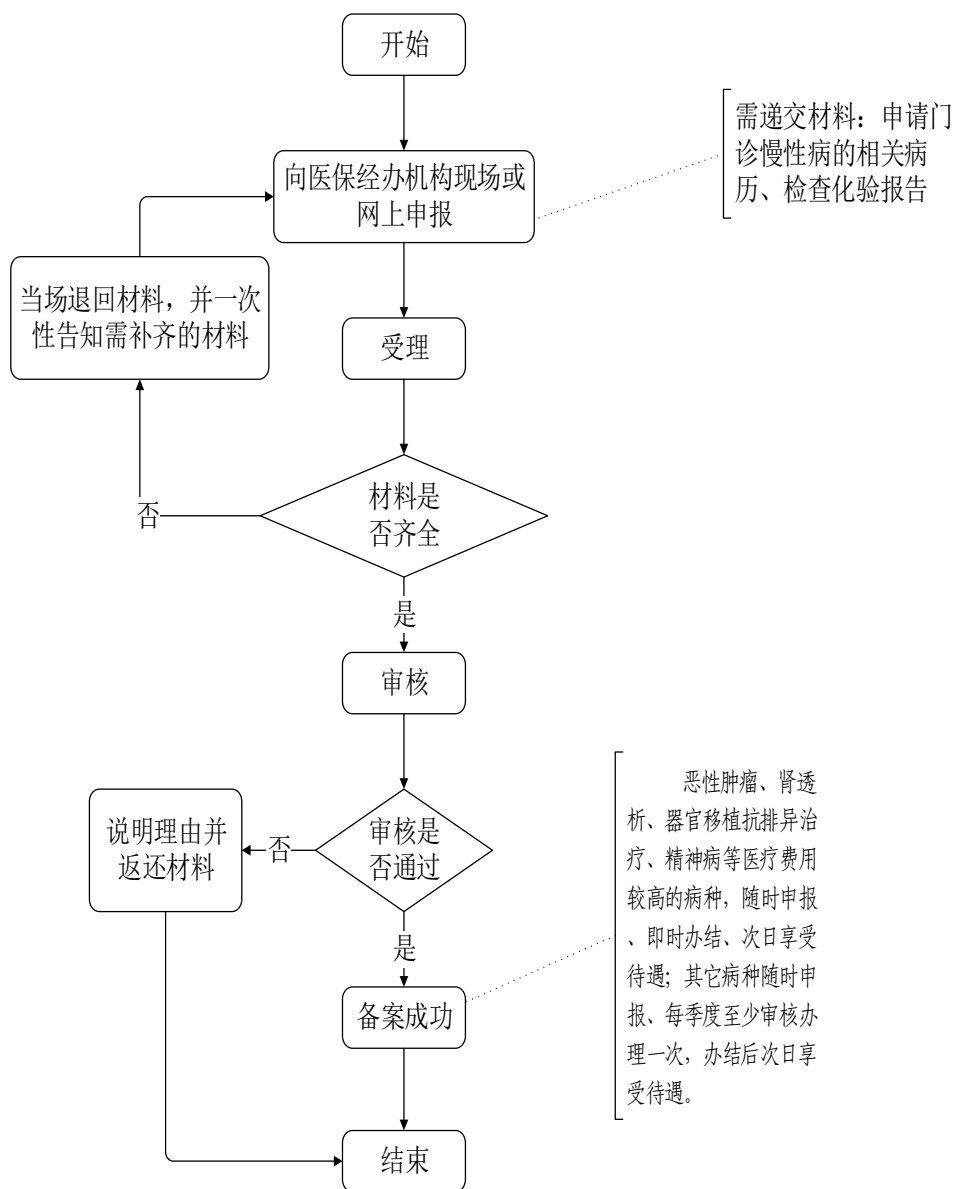 开始
需递交材料：申请门
诊慢性病的相关病
历、检查化验报告
向医保经办机构现场或
网上申报
当场退回材料，并一次
性告知需补齐的材料
受理
材料是
否齐全
否
是
审核
审核是
否通过
否
说明理由并
返还材料
是
备案成功
恶性肿瘤、肾透
析、器官移植抗排异治
疗、精神病等医疗费用
较高的病种，随时申报
、即时办结、次日享受
待遇；其它病种随时申
报、每季度至少审核办
理一次，办结后次日享
受待遇。
结束